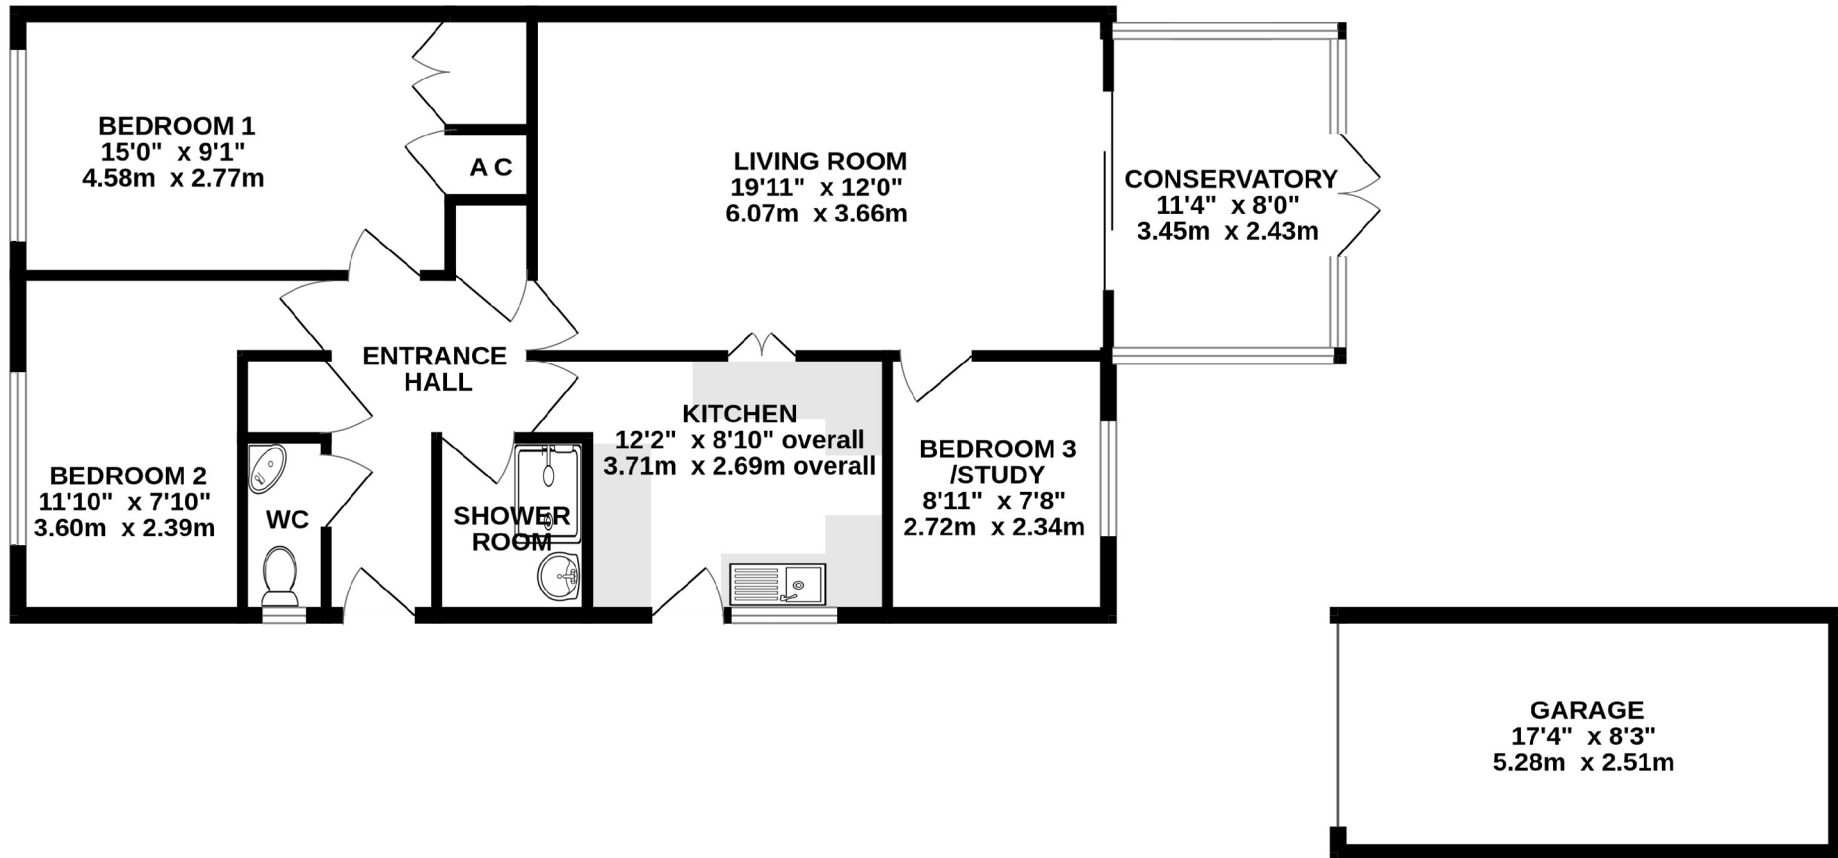 BEDROOM 1
15'0" x 9'1"
4.58m x 2.77m
A C
LIVING ROOM
19'11" x 12'0"
6.07m x 3.66m
CONSERVATORY
11'4" x 8'0"
3.45m x 2.43m
ENTRANCE
HALL
KITCHEN
12'2" x 8'10" overall
3.71m x 2.69m overall
BEDROOM 3
/STUDY
8'11" x 7'8"
2.72m x 2.34m
BEDROOM 2
11'10" x 7'10"
3.60m x 2.39m
WC
SHOWER
ROOM
GARAGE
17'4" x 8'3"
5.28m x 2.51m